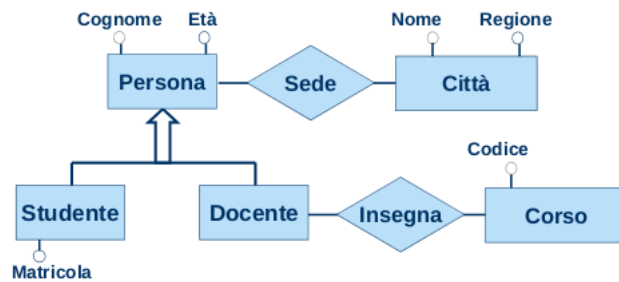 Cognome Età Nome Regione
Persona Sede Città
Codice
Studente Docente Insegna Corso
Matricola